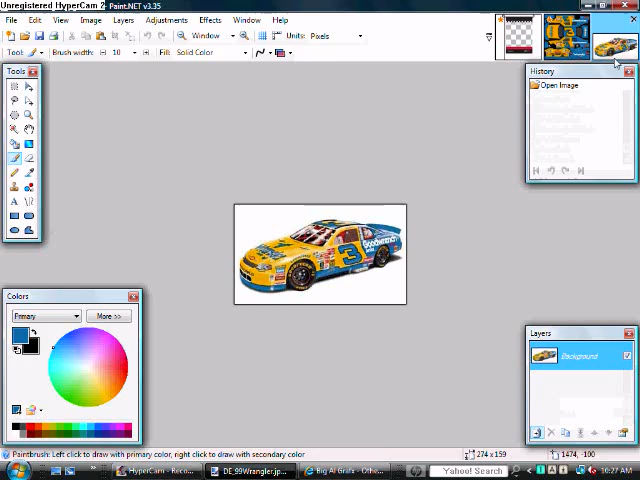 Unregistered HyperCam 2 - Paint.NET v3.35
File Edit View Image Layers Adjustments Effects Window Help
Window Units: Pixels
Tool: Brush width: 10 Fill: Solid Color
Tools
History
Open Image
3
Goodwrench
Colors
Primary
More >>
Layers
Background
Paintbrush: Left click to draw with primary color, right click to draw with secondary color
274 x 159
1474, -100
HyperCam - Reco...
DE_99Wrangler.jp...
Big Al Grafx - Othe...
Yahoo! Search
10:27 AM